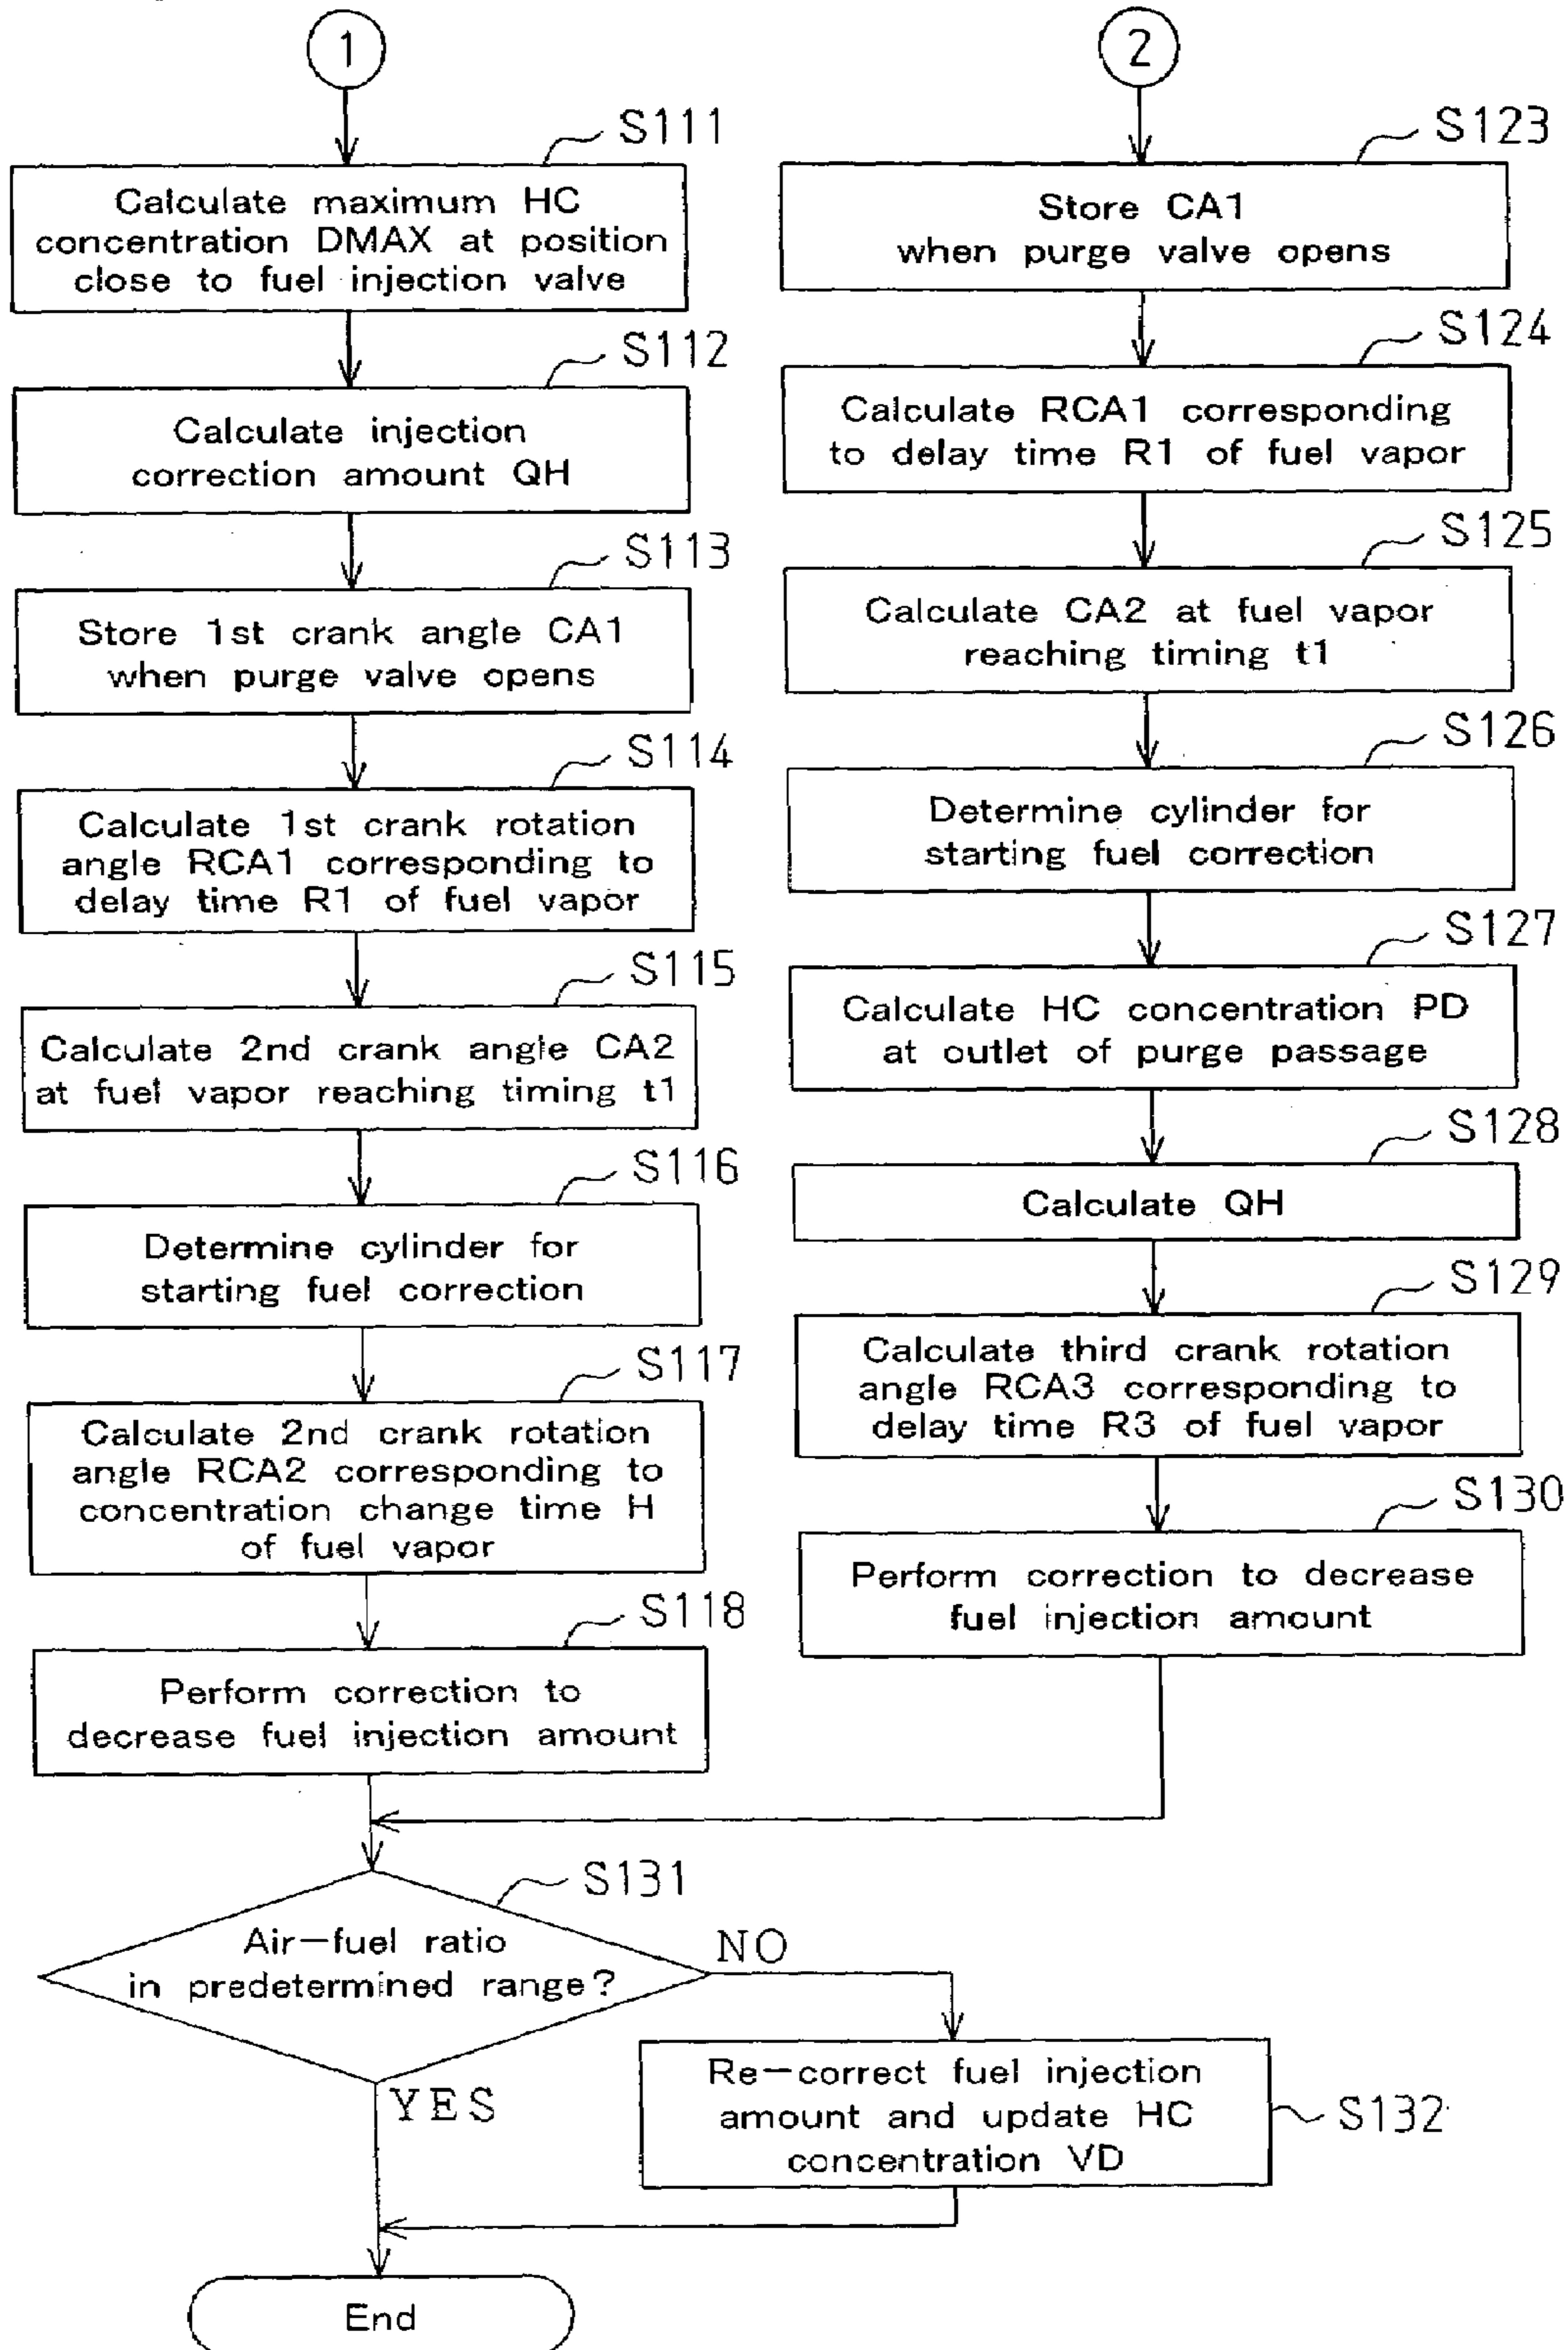 1
S111
Calculate maximum HC
concentration DMAX at position
close to fuel injection valve
S112
Calculate injection
correction amount QH
S113
Store 1st crank angle CA1
when purge valve opens
S114
Calculate 1st crank rotation
angle RCA1 corresponding to
delay time R1 of fuel vapor
S115
Calculate 2nd crank angle CA2
at fuel vapor reaching timing t1
S116
Determine cylinder for
starting fuel correction
S117
Calculate 2nd crank rotation
angle RCA2 corresponding to
concentration change time H
of fuel vapor
S118
Perform correction to
decrease fuel injection amount
2
S123
Store CA1
when purge valve opens
S124
Calculate RCA1 corresponding
to delay time R1 of fuel vapor
S125
Calculate CA2 at fuel vapor
reaching timing t1
S126
Determine cylinder for
starting fuel correction
S127
Calculate HC concentration PD
at outlet of purge passage
S128
Calculate QH
S129
Calculate third crank rotation
angle RCA3 corresponding to
delay time R3 of fuel vapor
S130
Perform correction to decrease
fuel injection amount
S131
Air-fuel ratio
in predetermined range?
NO
YES
Re-correct fuel injection
amount and update HC
concentration VD
S132
End